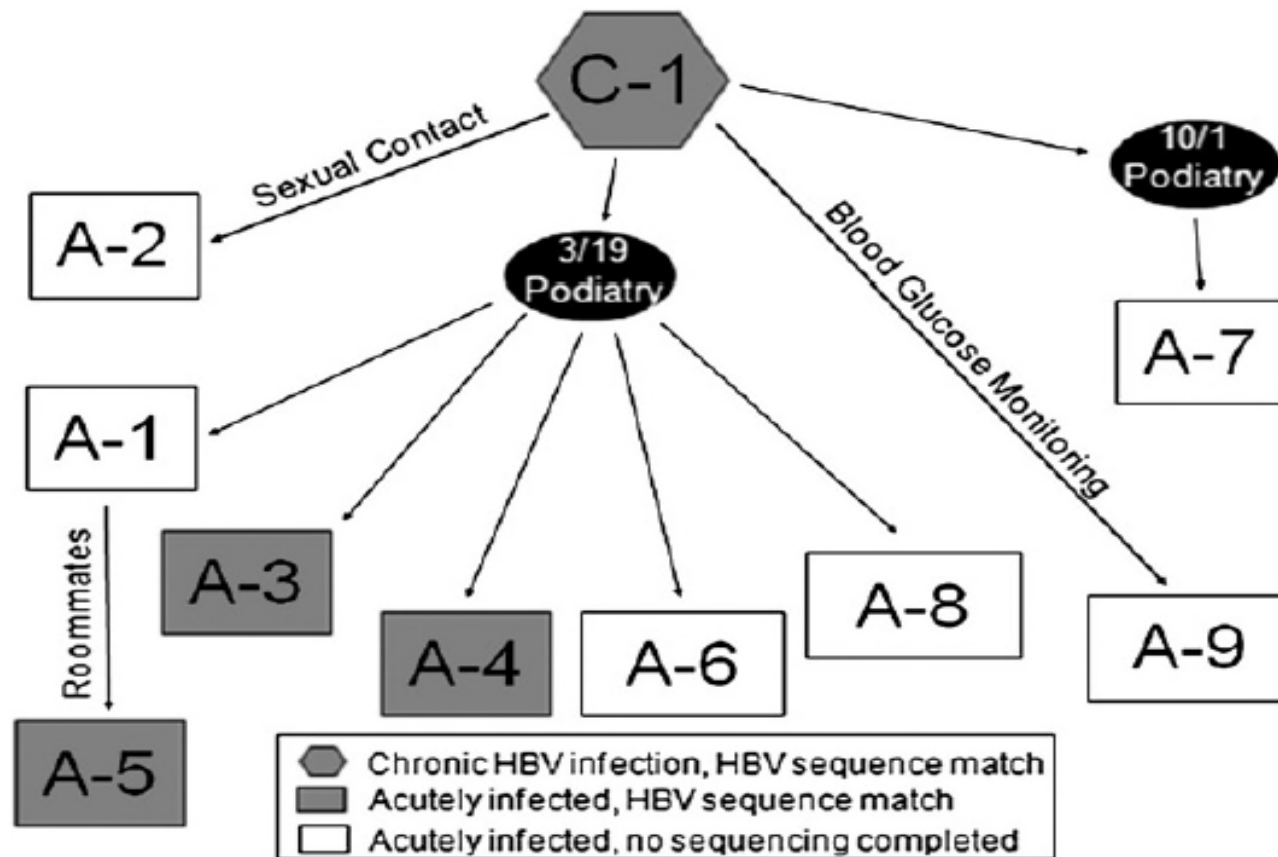 C-1
Sexual Contact
10/1
Podiatry
A-2
3/19
Podiatry
Blood Glucose Monitoring
A-7
A-1
Roommates
A-3
A-8
A-4
A-6
A-9
A-5
Chronic HBV infection, HBV sequence match
Acutely infected, HBV sequence match
Acutely infected, no sequencing completed